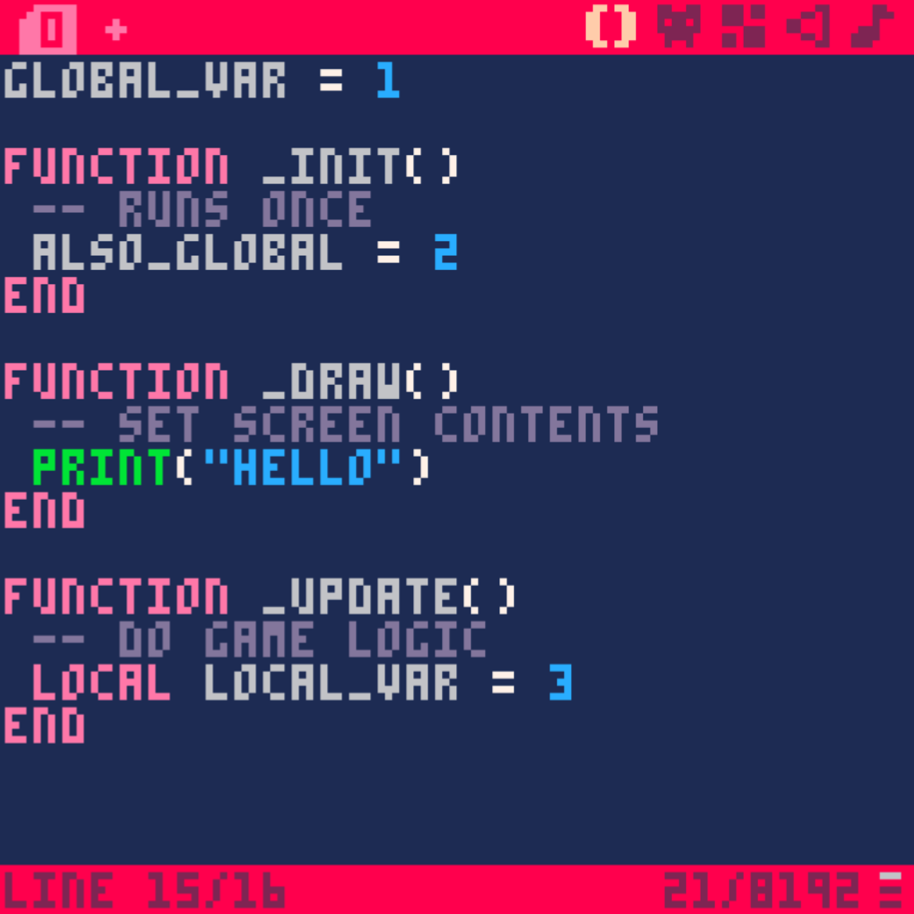 0 +
GLOBAL_VAR = 1
FUNCTION _INIT()
-- RUNS ONCE
ALSO_GLOBAL = 2
END
FUNCTION _DRAW()
-- SET SCREEN CONTENTS
PRINT("HELLO")
END
FUNCTION _UPDATE()
-- DO GAME LOGIC
LOCAL LOCAL_VAR = 3
END
LINE 15/16 21/8192